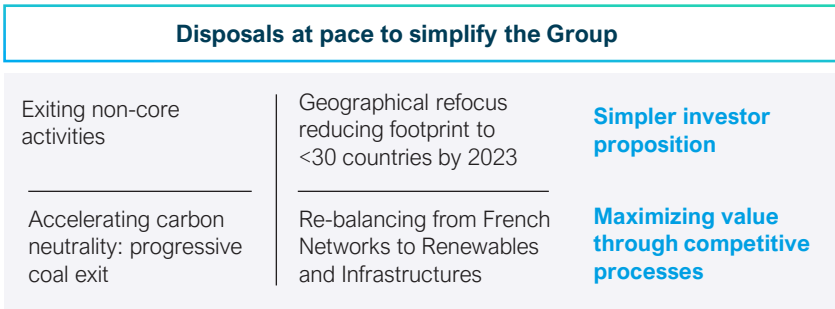 Disposals at pace to simplify the Group
Exiting non-core
activities
Geographical refocus
reducing footprint to
<30 countries by 2023
Simpler investor
proposition
Accelerating carbon
neutrality: progressive
coal exit
Re-balancing from French
Networks to Renewables
and Infrastructures
Maximizing value
through competitive
processes